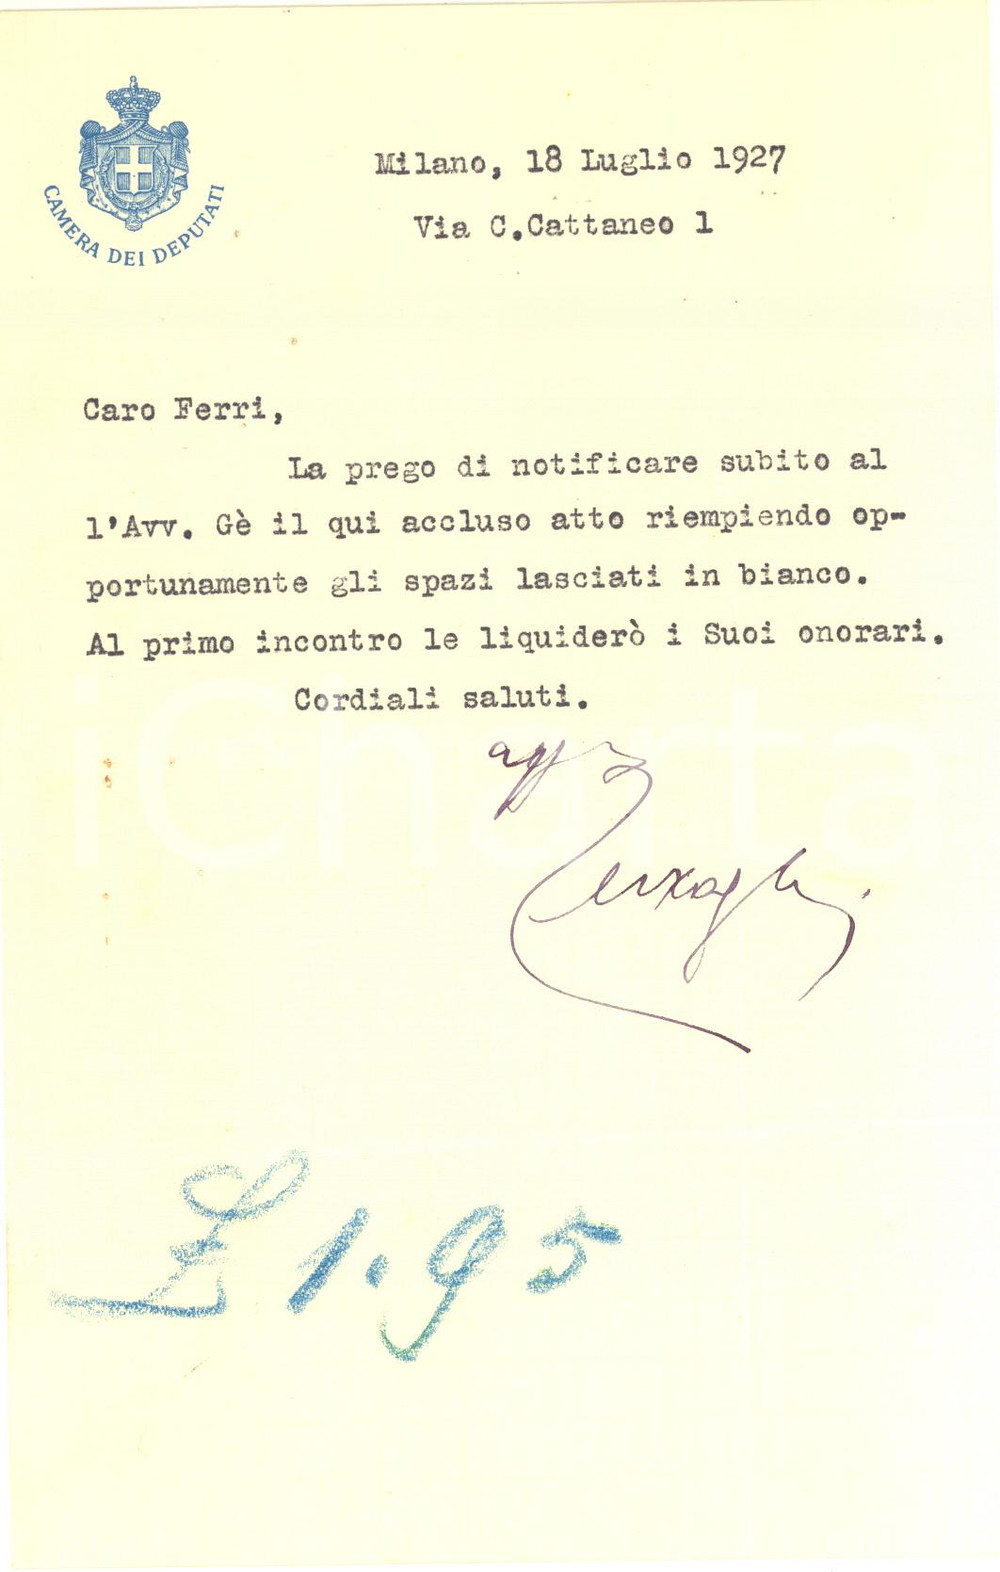 CAMERA DEI DEPUTATI
Milano, 18 Luglio 1927
Via C.Cattaneo 1
Caro Ferri,
La prego di notificare subito al
l'Avv. Gè il qui accluso atto riempiendo op-
portunamente gli spazi lasciati in bianco.
Al primo incontro le liquiderò i Suoi onorari.
Cordiali saluti.
iCharta
£ 1.95